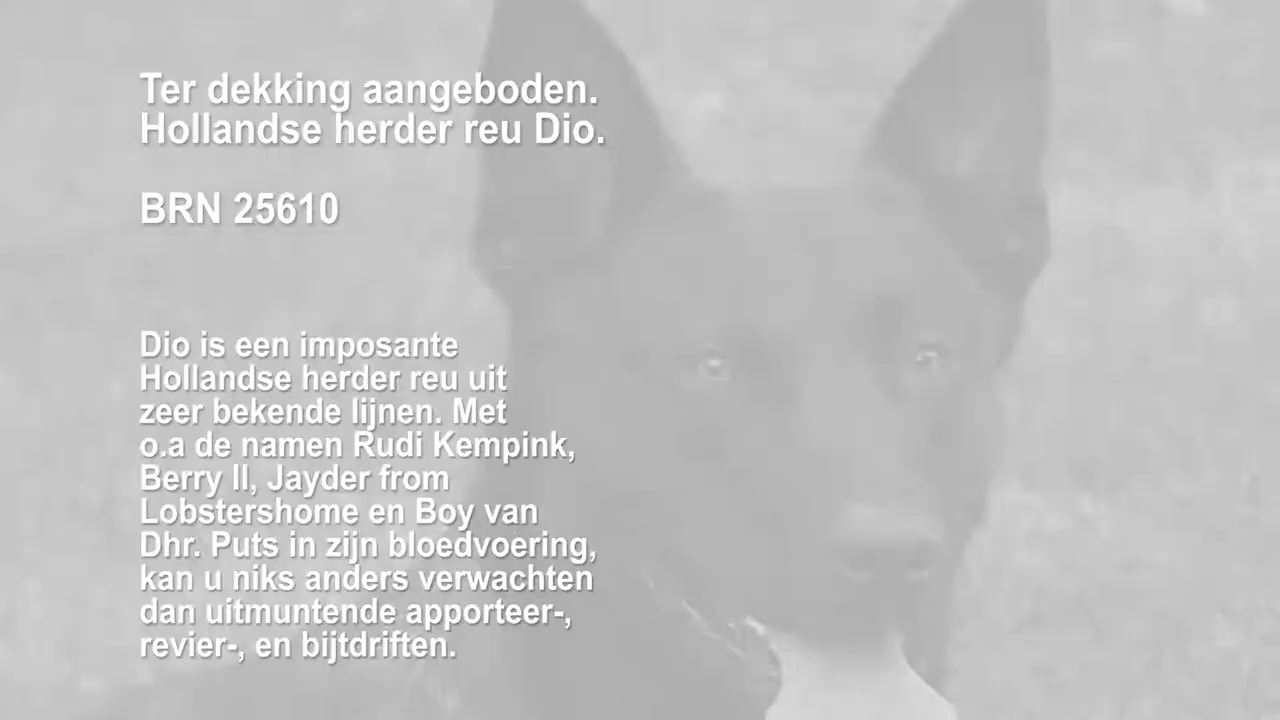 Ter dekking aangeboden.
Hollandse herder reu Dio.
BRN 25610
Dio is een imposante
Hollandse herder reu uit
zeer bekende lijnen. Met
o.a de namen Rudi Kempink,
Berry II, Jayder from
Lobstershome en Boy van
Dhr. Puts in zijn bloedvoering,
kan u niks anders verwachten
dan uitmuntende apporteer-,
revier-, en bijtdriften.